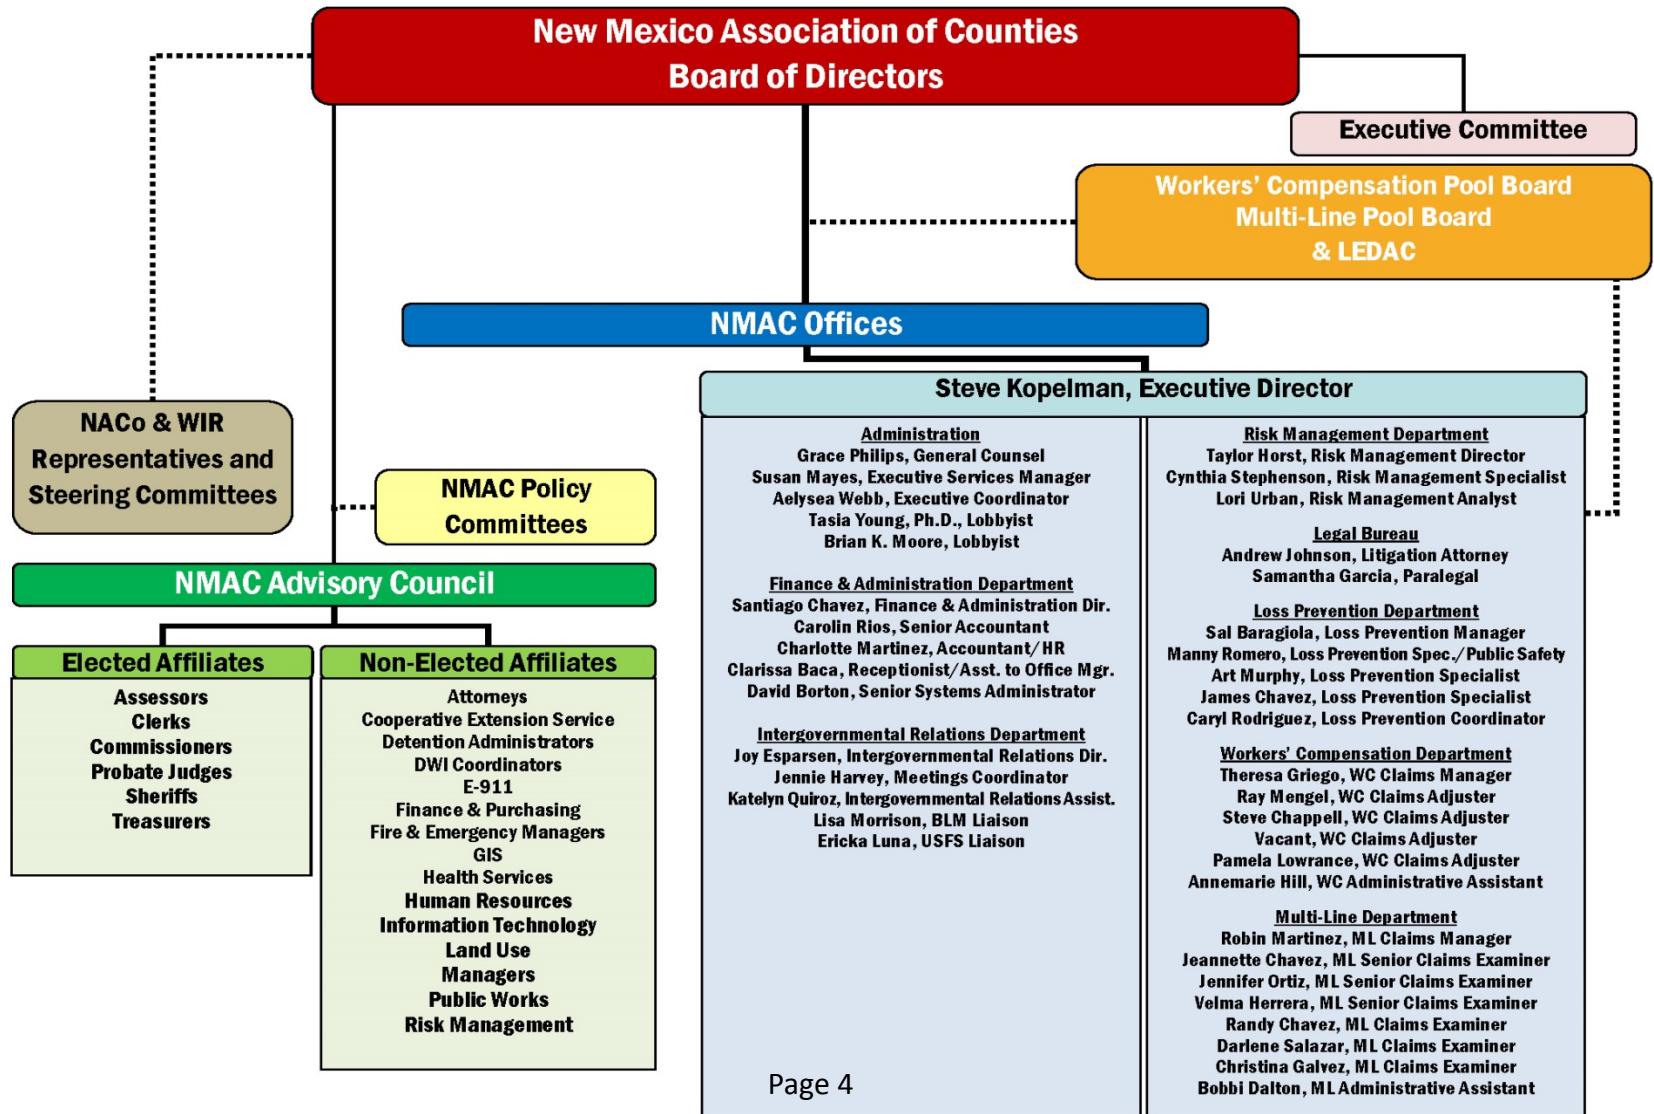 New Mexico Association of Counties
Board of Directors
Executive Committee
Workers' Compensation Pool Board
Multi-Line Pool Board
& LEDAC
NMAC Offices
NACo & WIR
Representatives and
Steering Committees
NMAC Policy
Committees
NMAC Advisory Council
Elected Affiliates
Assessors
Clerks
Commissioners
Probate Judges
Sheriffs
Treasurers
Non-Elected Affiliates
Attorneys
Cooperative Extension Service
Detention Administrators
DWI Coordinators
E-911
Finance & Purchasing
Fire & Emergency Managers
GIS
Health Services
Human Resources
Information Technology
Land Use
Managers
Public Works
Risk Management
Steve Kopelman, Executive Director
Administration
Grace Philips, General Counsel
Susan Mayes, Executive Services Manager
Aelysea Webb, Executive Coordinator
Tasia Young, Ph.D., Lobbyist
Brian K. Moore, Lobbyist
Finance & Administration Department
Santiago Chavez, Finance & Administration Dir.
Carolin Rios, Senior Accountant
Charlotte Martinez, Accountant/HR
Clarissa Baca, Receptionist/Asst. to Office Mgr.
David Borton, Senior Systems Administrator
Intergovernmental Relations Department
Joy Esparsen, Intergovernmental Relations Dir.
Jennie Harvey, Meetings Coordinator
Katelyn Quiroz, Intergovernmental Relations Assist.
Lisa Morrison, BLM Liaison
Ericka Luna, USFS Liaison
Risk Management Department
Taylor Horst, Risk Management Director
Cynthia Stephenson, Risk Management Specialist
Lori Urban, Risk Management Analyst
Legal Bureau
Andrew Johnson, Litigation Attorney
Samantha Garcia, Paralegal
Loss Prevention Department
Sal Baragiola, Loss Prevention Manager
Manny Romero, Loss Prevention Spec./Public Safety
Art Murphy, Loss Prevention Specialist
James Chavez, Loss Prevention Specialist
Caryl Rodriguez, Loss Prevention Coordinator
Workers' Compensation Department
Theresa Griego, WC Claims Manager
Ray Mengel, WC Claims Adjuster
Steve Chappell, WC Claims Adjuster
Vacant, WC Claims Adjuster
Pamela Lowrance, WC Claims Adjuster
Annemarie Hill, WC Administrative Assistant
Multi-Line Department
Robin Martinez, ML Claims Manager
Jeannette Chavez, ML Senior Claims Examiner
Jennifer Ortiz, ML Senior Claims Examiner
Velma Herrera, ML Senior Claims Examiner
Randy Chavez, ML Claims Examiner
Darlene Salazar, ML Claims Examiner
Christina Galvez, ML Claims Examiner
Bobbi Dalton, ML Administrative Assistant
Page 4